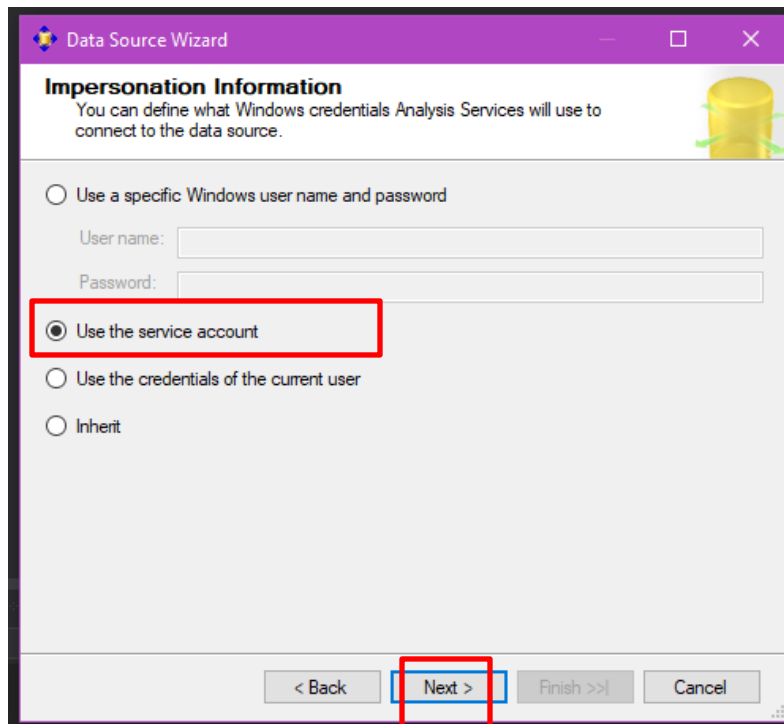 Data Source Wizard
Impersonation Information
You can define what Windows credentials Analysis Services will use to
connect to the data source.
Use a specific Windows user name and password
User name:
Password:
Use the service account
Use the credentials of the current user
Inherit
< Back Next > Finish >>| Cancel